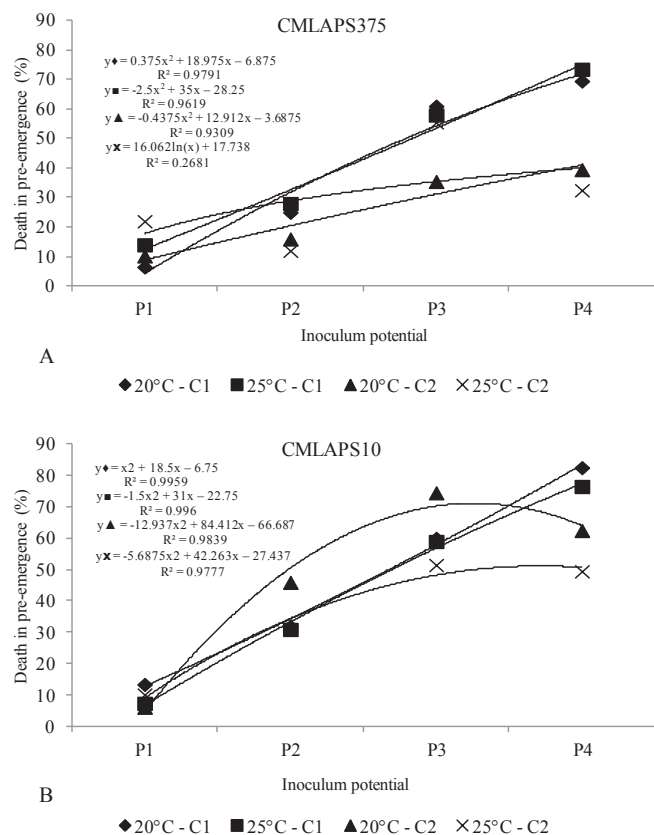 CMLAPS375
90
80
70
60
50
40
30
20
10
0
Death in pre-emergence (%)
y♦= 0.375x² + 18.975x – 6.875
R² = 0.9791
y■= -2.5x² + 35x – 28.25
R² = 0.9619
y▲= -0.4375x² + 12.912x – 3.6875
R² = 0.9309
y×= 16.062ln(x) + 17.738
R² = 0.2681
P1 P2 P3 P4
Inoculum potential
A
◆20°C - C1 ■25°C - C1 ▲20°C - C2 ×25°C - C2
CMLAPS10
90
80
70
60
50
40
30
20
10
0
Death in pre-emergence (%)
y♦= x2 + 18.5x – 6.75
R² = 0.9959
y■= -1.5x2 + 31x – 22.75
R² = 0.996
y▲= -12.937x2 + 84.412x – 66.687
R² = 0.9839
y×= -5.6875x2 + 42.263x – 27.437
R² = 0.9777
P1 P2 P3 P4
Inoculum potential
B
◆20°C - C1 ■25°C - C1 ▲20°C - C2 ×25°C - C2